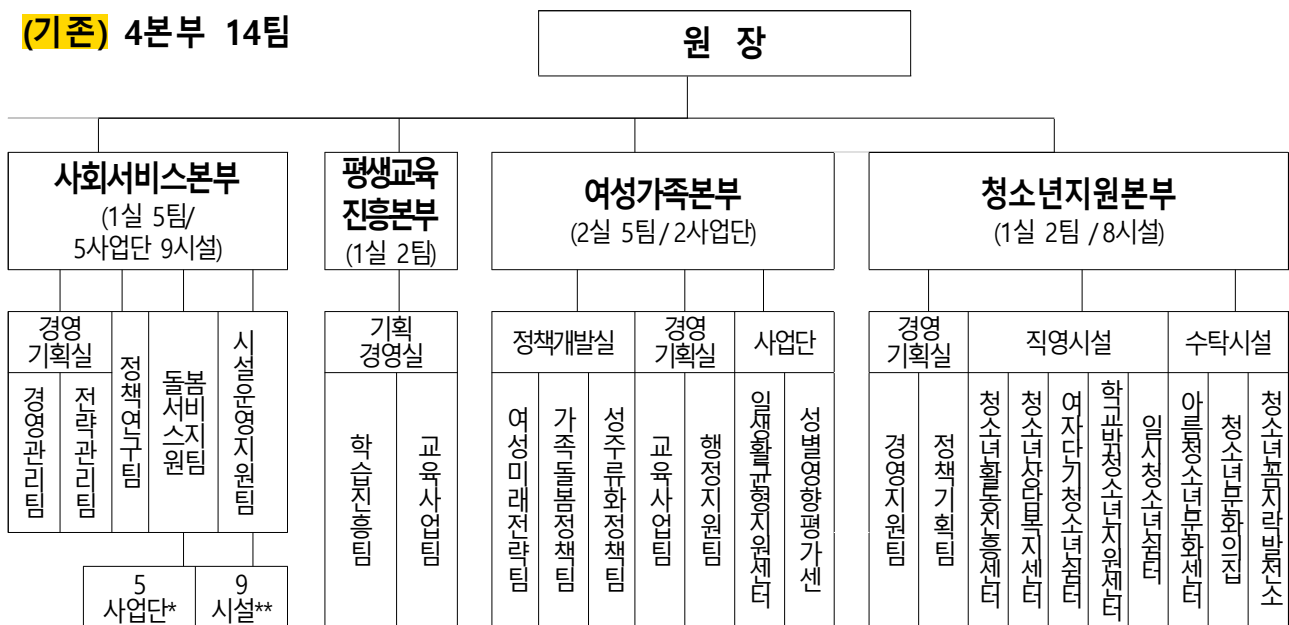 (기존) 4본부 14팀
원 장
사회서비스본부
(1실 5팀/
5사업단 9시설)
평생교육
진흥본부
(1실 2팀)
여성가족본부
(2실 5팀/2사업단)
청소년지원본부
(1실 2팀 /8시설)
경영
기획실
경영관리팀
전략관리팀
정책연구팀
돌봄
서비
스지
원팀
시설운영지원팀
5
사업단*
9
시설**
기획
경영실
학습진흥팀
교육사업팀
정책개발실
여성미래전략팀
가족돌봄정책팀
성주류화정책팀
경영
기획실
교육사업팀
행정지원팀
사업단
일생활균형지원센터
성별영향평가센
경영
기획실
경영지원팀
정책기획팀
직영시설
청소년활동진흥센터
청소년상담복지센터
여자단기청소년쉼터
학교밖청소년지원센터
일시청소년쉼터
수탁시설
아름청소년문화센터
청소년문화의집
청소년꼼지락발전소